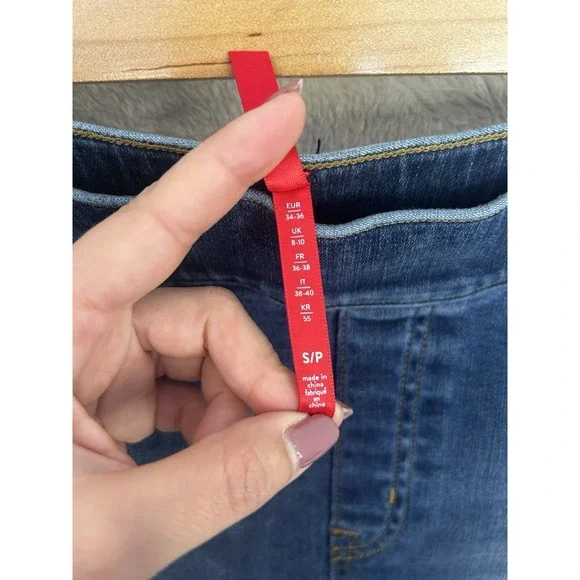 EUR
34-36
UK
8-10
FR
36-38
IT
38-40
KR
55
S/P
made in
china
fabriqué
en
china